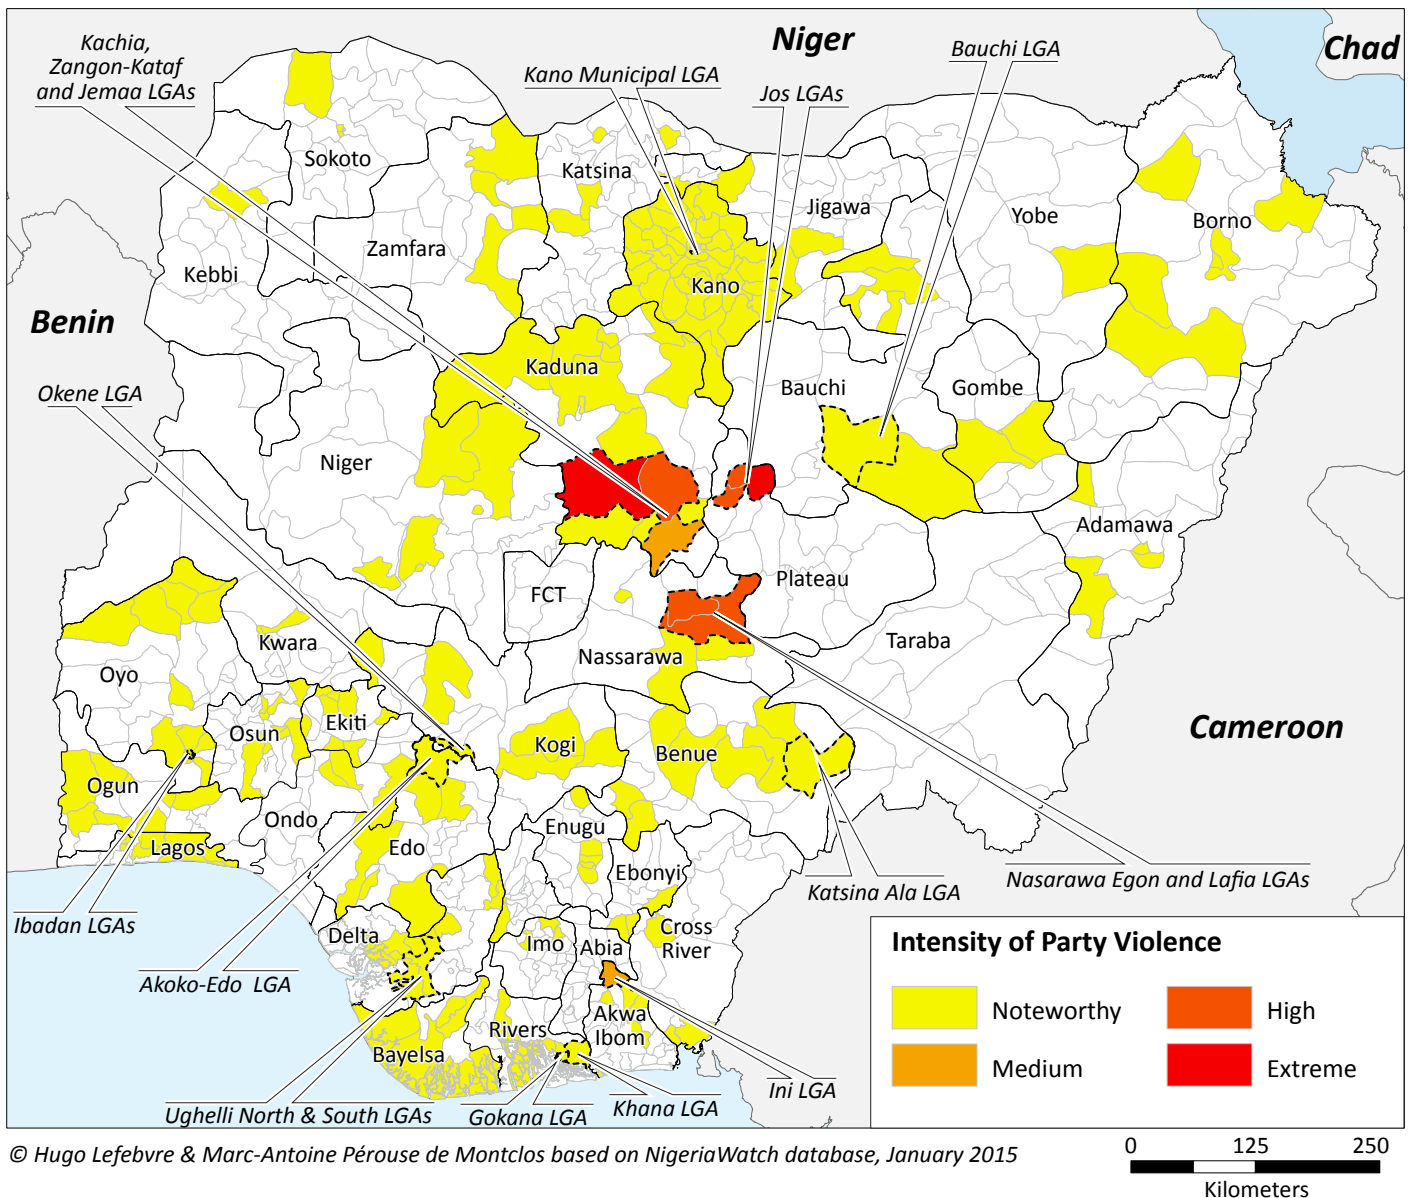 Niger
Chad
Kachia,
Zangon-Kataf
and Jemaa LGAs
Kano Municipal LGA
Jos LGAs
Bauchi LGA
Sokoto
Katsina
Jigawa
Yobe
Borno
Zamfara
Kebbi
Kano
Benin
Kaduna
Bauchi
Gombe
Okene LGA
Niger
Adamawa
FCT
Plateau
Kwara
Taraba
Nassarawa
Oyo
Ekiti
Osun
Kogi
Benue
Cameroon
Ogun
Ondo
Enugu
Lagos
Edo
Ebonyi
Nasarawa Egon and Lafia LGAs
Katsina Ala LGA
Ibadan LGAs
Delta
Imo
Abia
Cross
River
Akoko-Edo LGA
Akwa
Ibom
Rivers
Bayelsa
Ini LGA
Ughelli North & South LGAs
Gokana LGA
Khana LGA
Intensity of Party Violence
Noteworthy
High
Medium
Extreme
© Hugo Lefebvre & Marc-Antoine Pérouse de Montclos based on NigeriaWatch database, January 2015
0 125 250
Kilometers